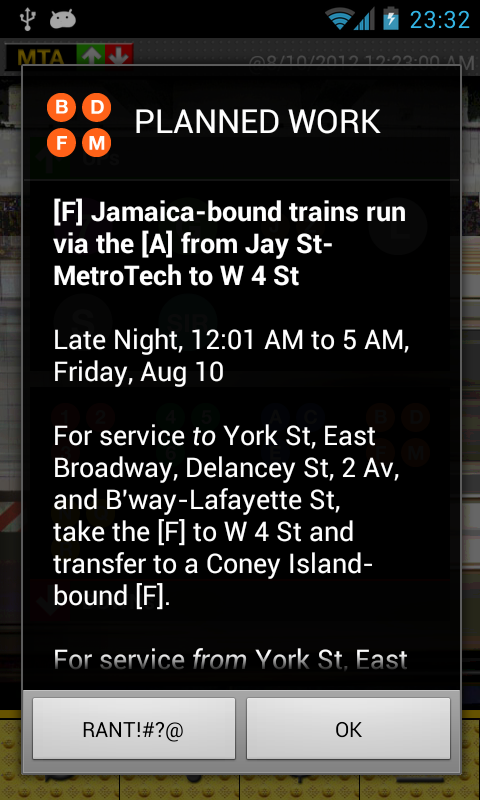 23:32
MTA
@8/10/2012 12:23:00 AM
B D
F M
PLANNED WORK
[F] Jamaica-bound trains run
via the [A] from Jay St-
MetroTech to W 4 St
Late Night, 12:01 AM to 5 AM,
Friday, Aug 10
For service to York St, East
Broadway, Delancey St, 2 Av,
and B'way-Lafayette St,
take the [F] to W 4 St and
transfer to a Coney Island-
bound [F].
For service from York St, East
RANT!#?@ OK